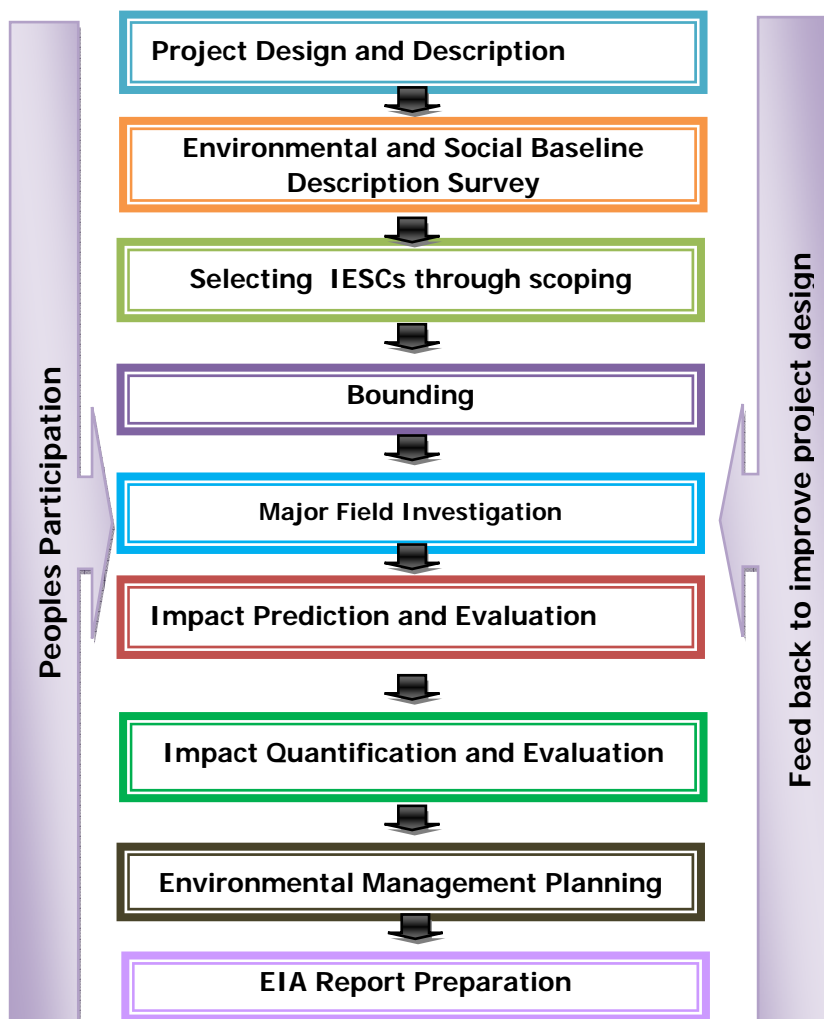 Project Design and Description
Environmental and Social Baseline
Description Survey
Selecting IESCs through scoping
Bounding
Major Field Investigation
Impact Prediction and Evaluation
Impact Quantification and Evaluation
Environmental Management Planning
EIA Report Preparation
Peoples Participation
Feed back to improve project design